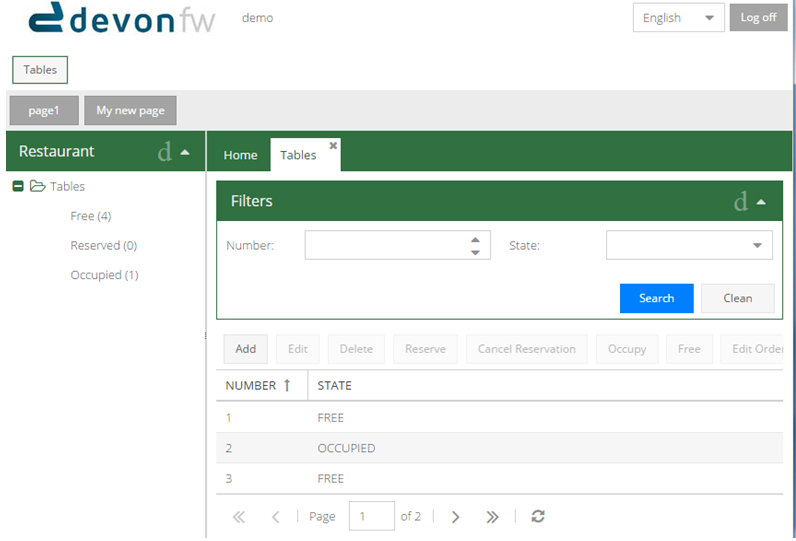 devonfw demo English Log off
Tables
page1 My new page
Restaurant d
Home Tables
Tables
Free (4)
Reserved (0)
Occupied (1)
Filters d
Number: State:
Search Clean
Add Edit Delete Reserve Cancel Reservation Occupy Free Edit Order
NUMBER STATE
1 FREE
2 OCCUPIED
3 FREE
Page 1 of 2